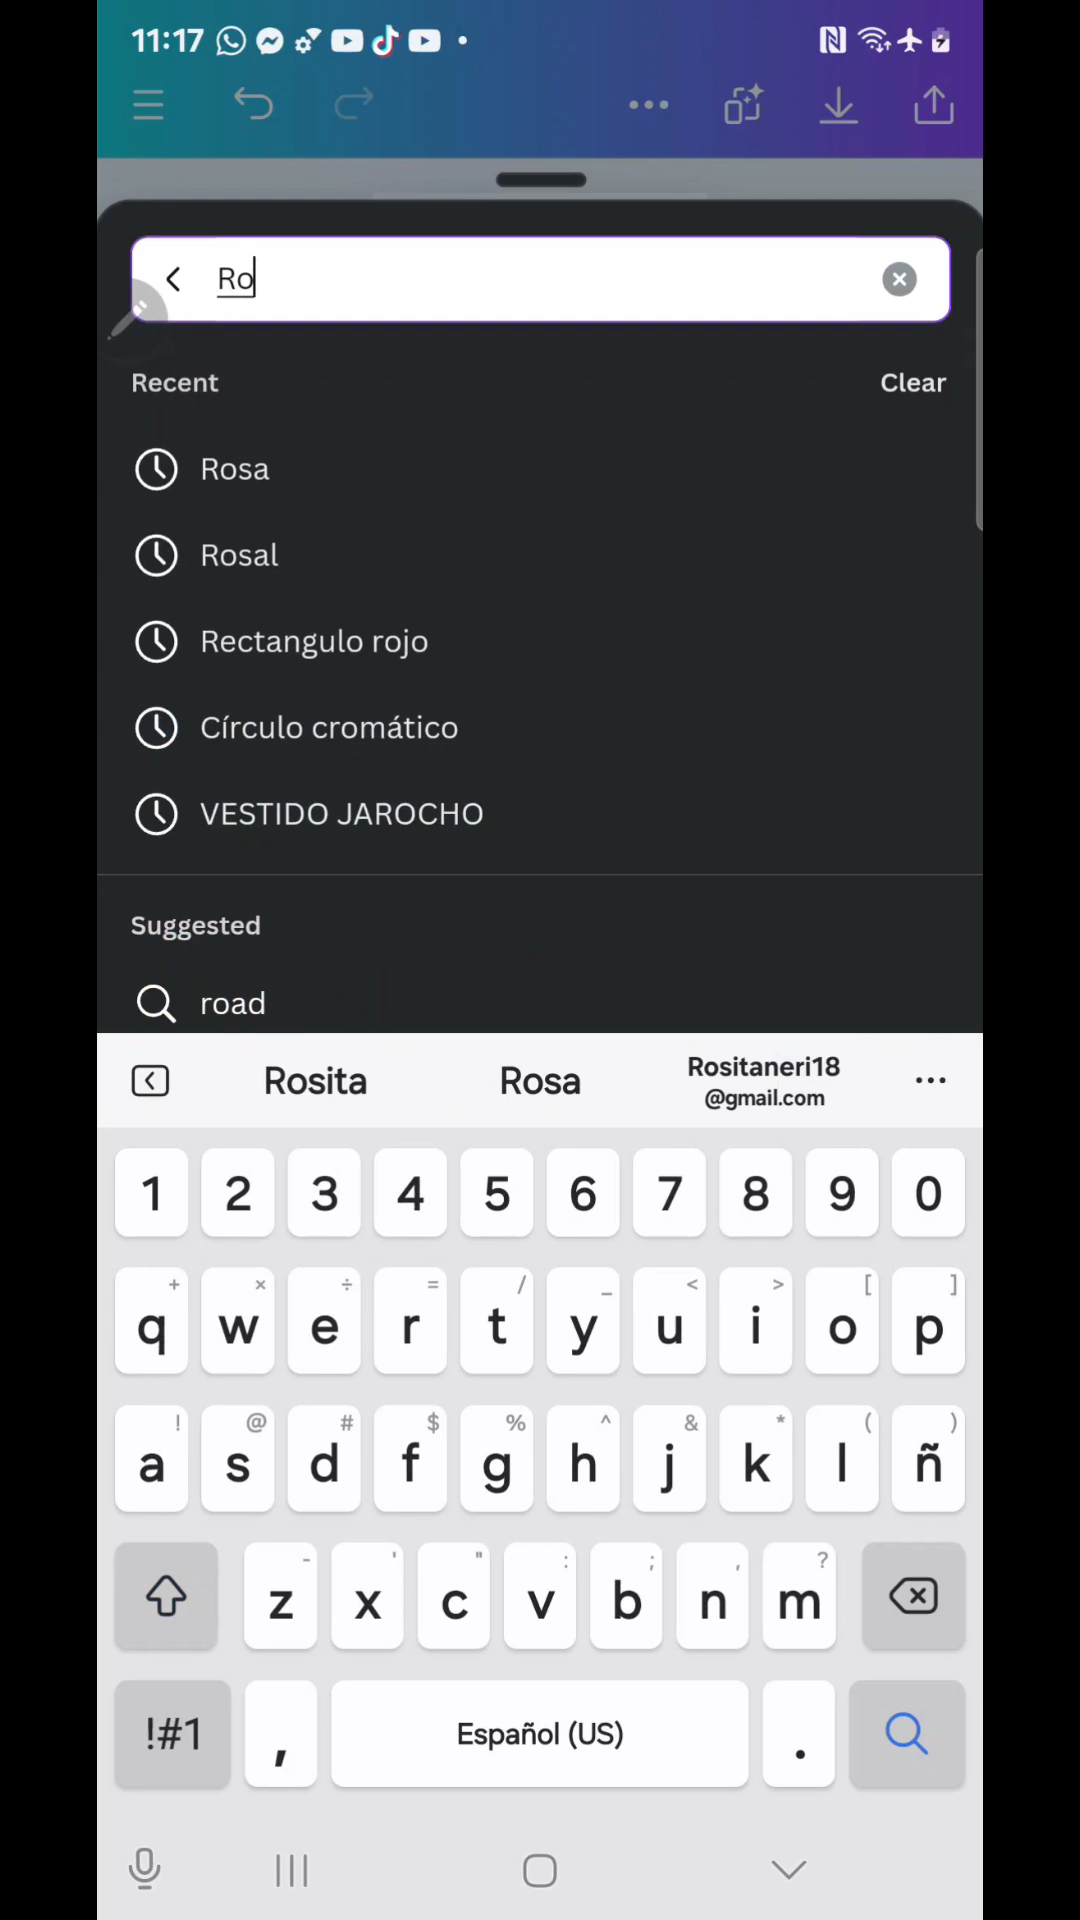 11:17
Ro
Recent Clear
Rosa
Rosal
Rectangulo rojo
Círculo cromático
VESTIDO JAROCHO
Suggested
road
Rosita Rosa Rositaneri18
@gmail.com
1 2 3 4 5 6 7 8 9 0
+ × ÷ = / _ < > [ ]
q w e r t y u i o p
! @ # $ % ^ & * ( )
a s d f g h j k l ñ
- ' " : ; , ?
z x c v b n m
!#1 , Español (US) .